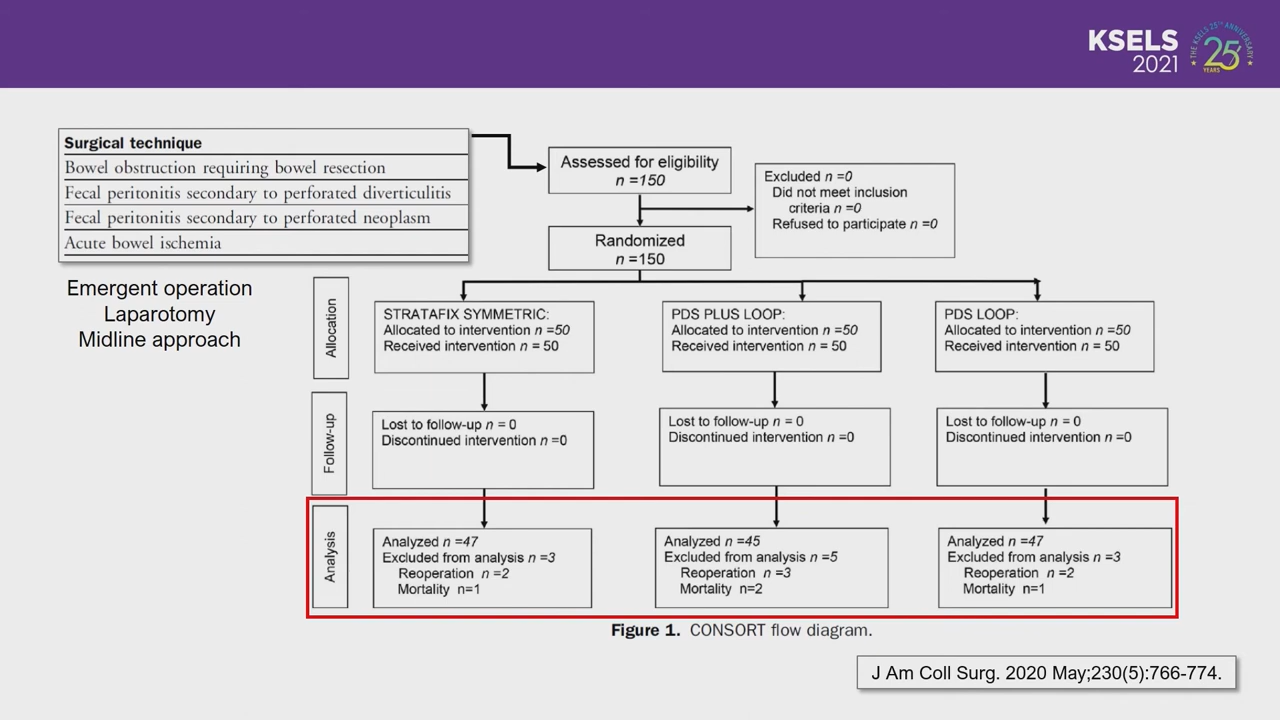 KSELS
2021
THE KSELS 25TH ANNIVERSARY
25
YEARS
Surgical technique
Bowel obstruction requiring bowel resection
Fecal peritonitis secondary to perforated diverticulitis
Fecal peritonitis secondary to perforated neoplasm
Acute bowel ischemia
Emergent operation
Laparotomy
Midline approach
Assessed for eligibility
n =150
Excluded n =0
Did not meet inclusion
criteria n =0
Refused to participate n =0
Randomized
n =150
Allocation
STRATAFIX SYMMETRIC:
Allocated to intervention n =50
Received intervention n = 50
PDS PLUS LOOP:
Allocated to intervention n =50
Received intervention n = 50
PDS LOOP:
Allocated to intervention n =50
Received intervention n = 50
Follow-up
Lost to follow-up n = 0
Discontinued intervention n =0
Lost to follow-up n = 0
Discontinued intervention n =0
Lost to follow-up n = 0
Discontinued intervention n =0
Analysis
Analyzed n =47
Excluded from analysis n =3
Reoperation n =2
Mortality n=1
Analyzed n =45
Excluded from analysis n =5
Reoperation n =3
Mortality n=2
Analyzed n =47
Excluded from analysis n =3
Reoperation n =2
Mortality n=1
Figure 1. CONSORT flow diagram.
J Am Coll Surg. 2020 May;230(5):766-774.